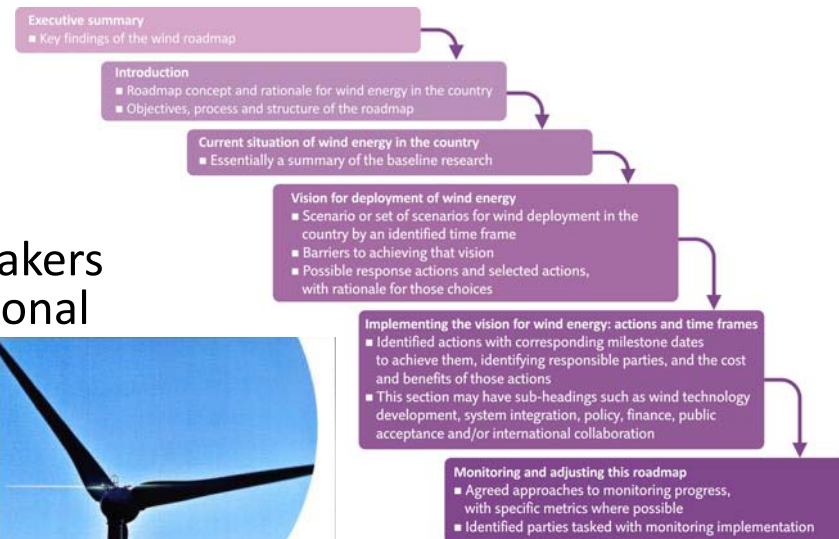 Executive summary
■ Key findings of the wind roadmap
Introduction
■ Roadmap concept and rationale for wind energy in the country
■ Objectives, process and structure of the roadmap
Current situation of wind energy in the country
■ Essentially a summary of the baseline research
Vision for deployment of wind energy
■ Scenario or set of scenarios for wind deployment in the
country by an identified time frame
■ Barriers to achieving that vision
■ Possible response actions and selected actions,
with rationale for those choices
akers
onal
Implementing the vision for wind energy: actions and time frames
■ Identified actions with corresponding milestone dates
to achieve them, identifying responsible parties, and the cost
and benefits of those actions
■ This section may have sub-headings such as wind technology
development, system integration, policy, finance, public
acceptance and/or international collaboration
Monitoring and adjusting this roadmap
■ Agreed approaches to monitoring progress,
with specific metrics where possible
■ Identified parties tasked with monitoring implementation